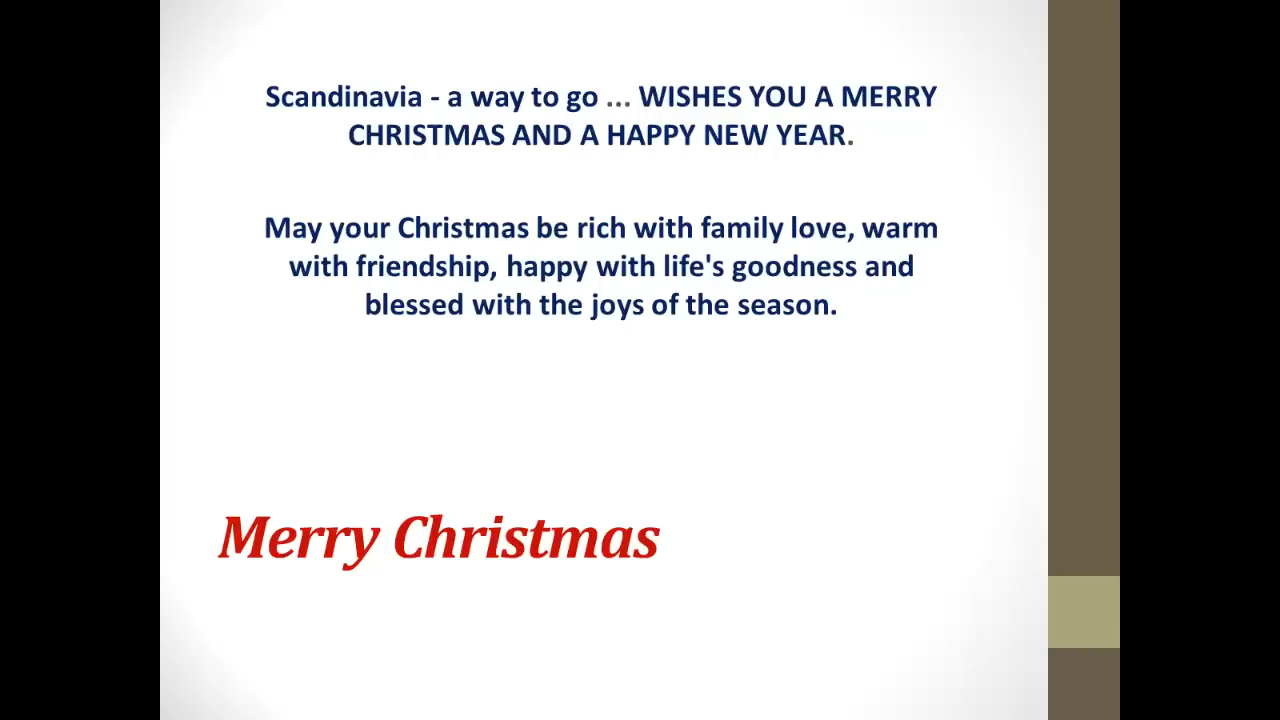 Scandinavia - a way to go ... WISHES YOU A MERRY
CHRISTMAS AND A HAPPY NEW YEAR.
May your Christmas be rich with family love, warm
with friendship, happy with life's goodness and
blessed with the joys of the season.
Merry Christmas